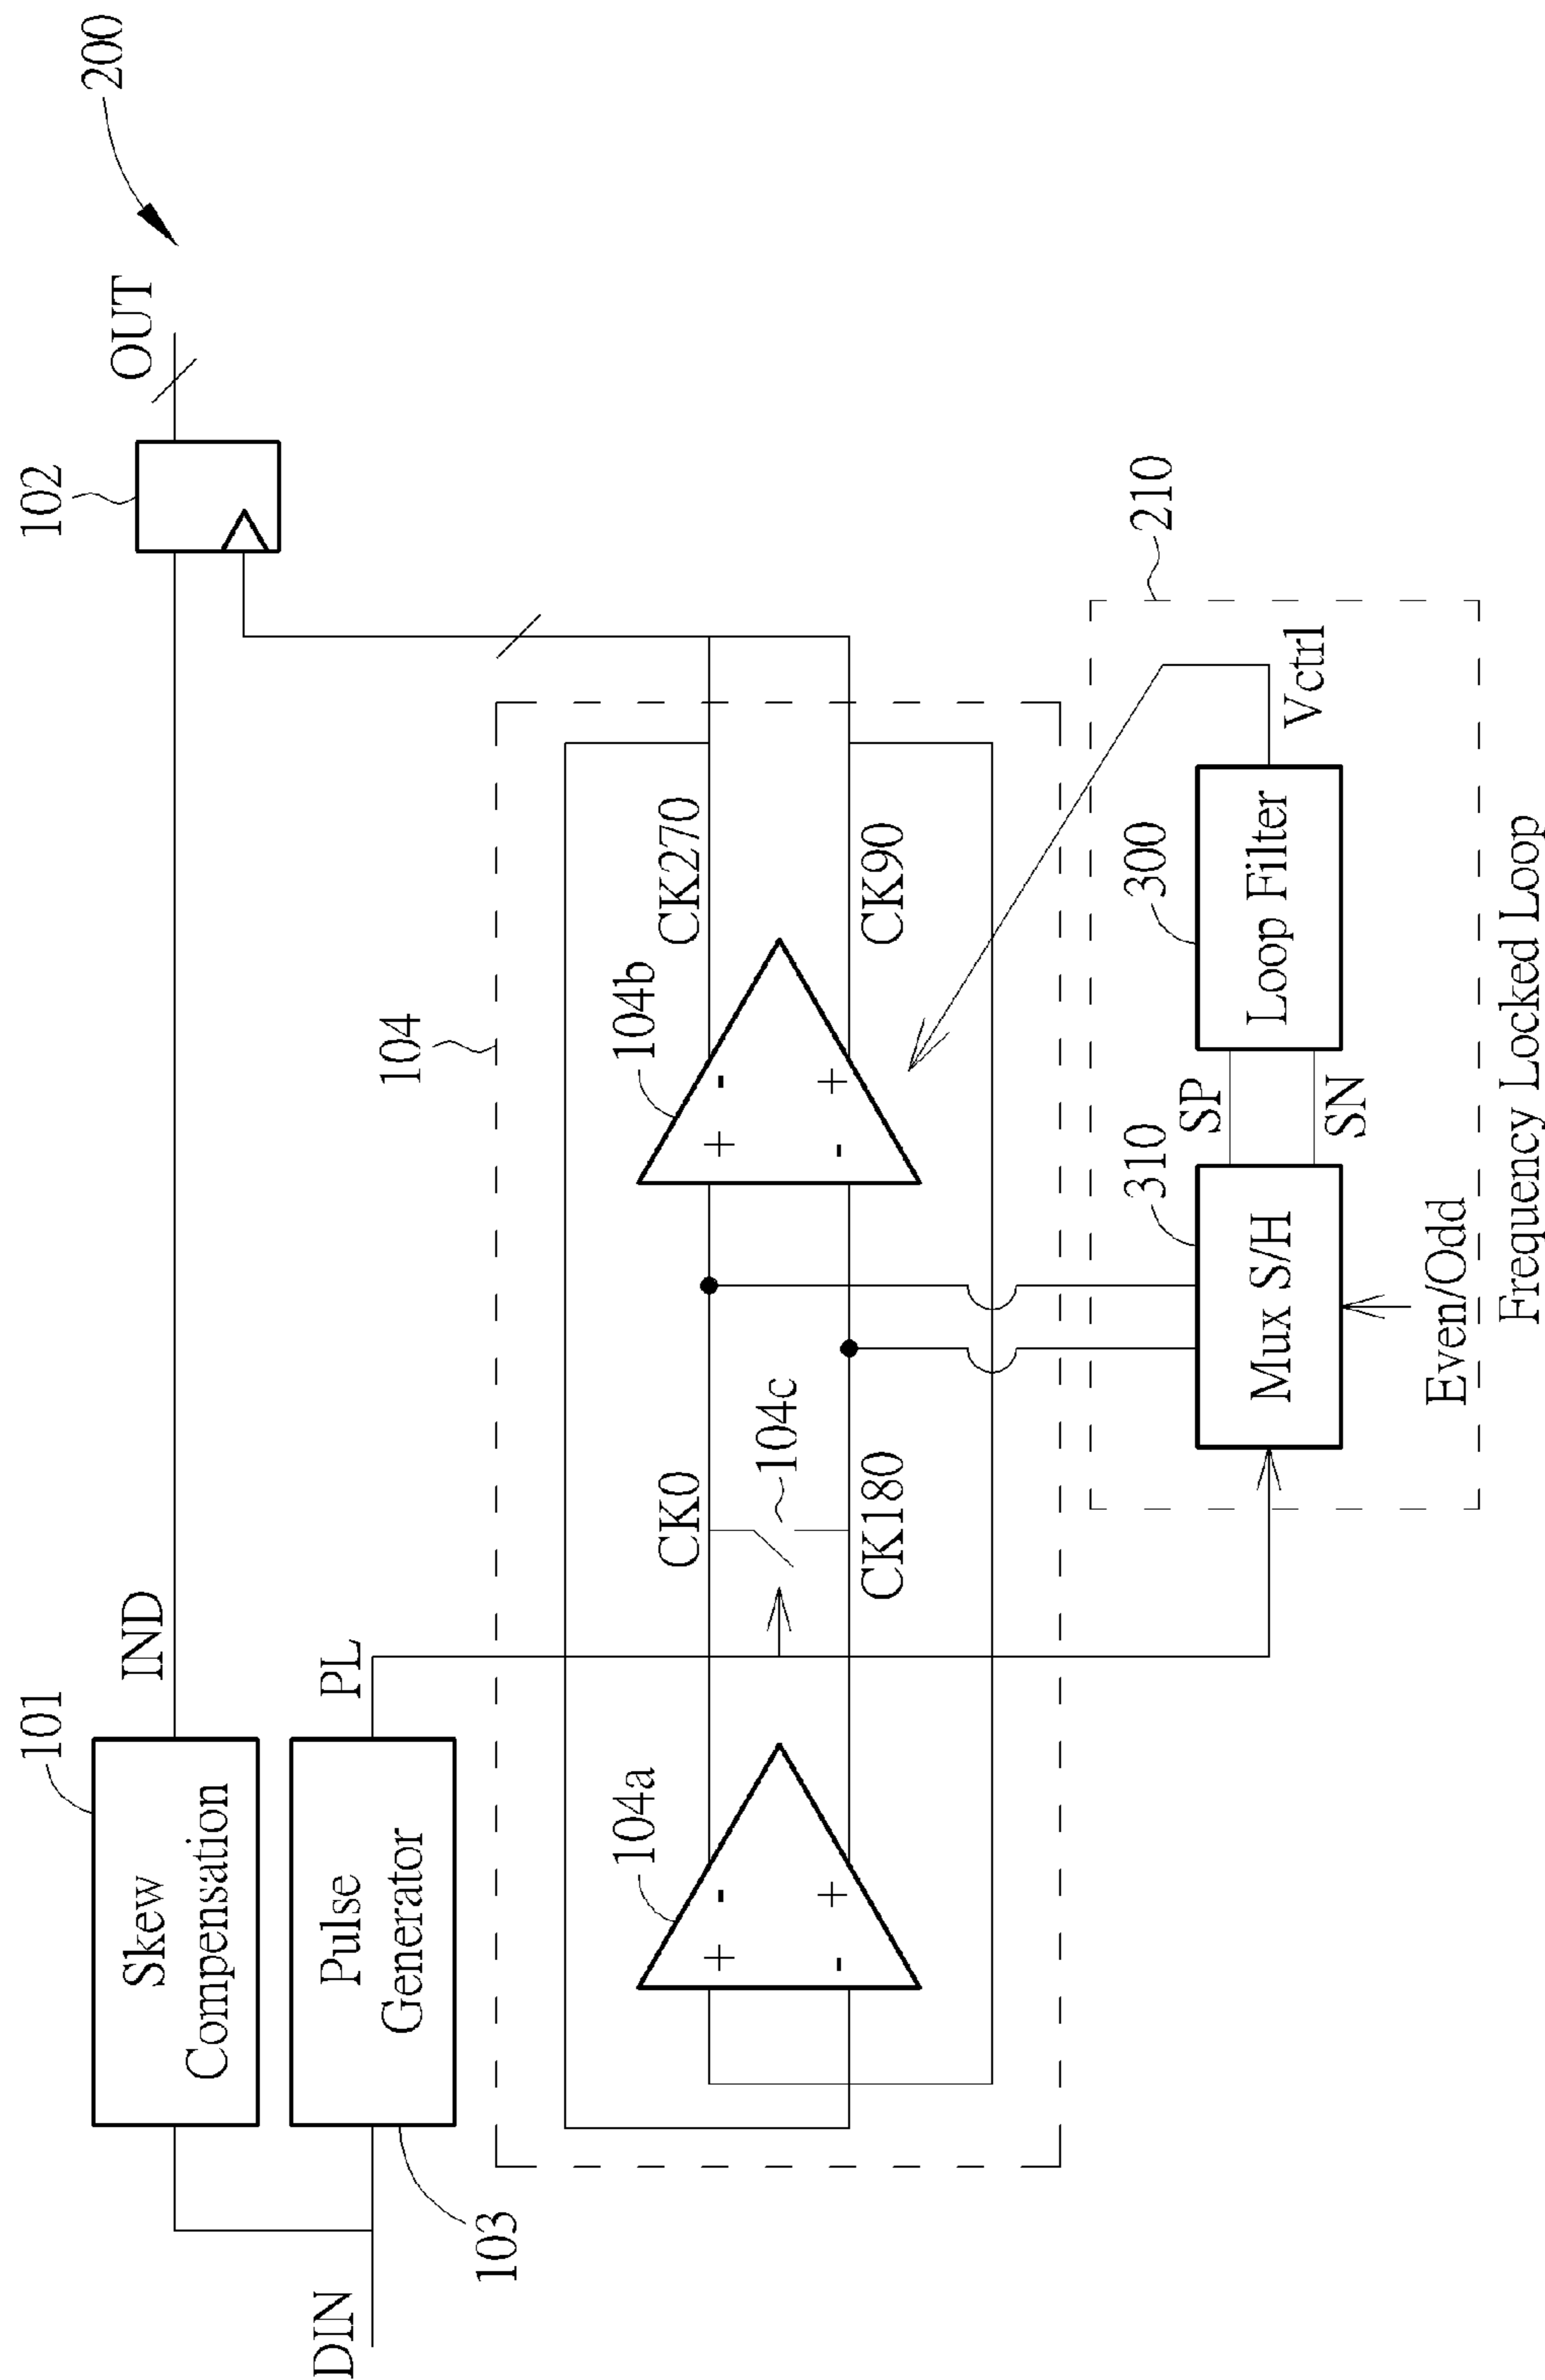 200
DIN
101
Skew
Compensation
IND
102
OUT
103
Pulse
Generator
PL
104
104a
CK0
104b
CK270
104c
CK180
CK90
210
310
Mux S/H
SP
SN
300
Loop Filter
Vctrl
Even/Odd
Frequency Locked Loop
+
-
-
+
+
-
-
+